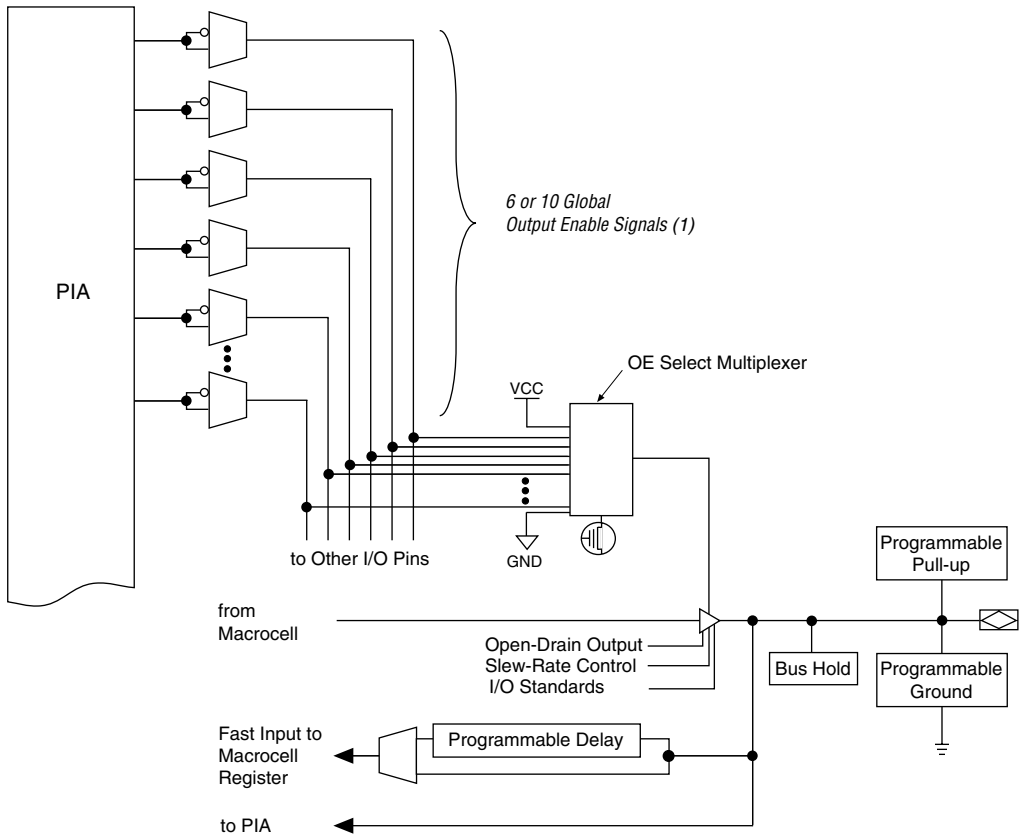 PIA
6 or 10 Global
Output Enable Signals (1)
OE Select Multiplexer
VCC
GND
to Other I/O Pins
from
Macrocell
Open-Drain Output
Slew-Rate Control
I/O Standards
Programmable
Pull-up
Bus Hold
Programmable
Ground
Fast Input to
Macrocell
Register
Programmable Delay
to PIA